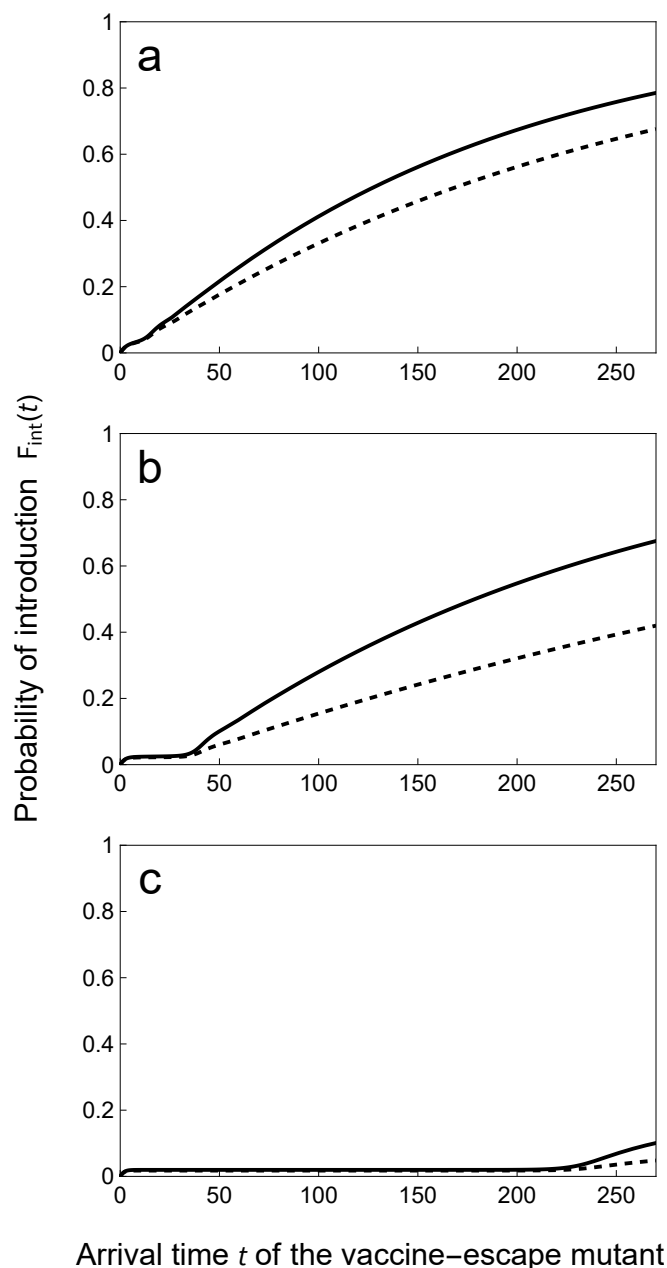 a
1
0.8
0.6
0.4
0.2
0
0 50 100 150 200 250
b
1
0.8
0.6
0.4
0.2
0
0 50 100 150 200 250
c
1
0.8
0.6
0.4
0.2
0
0 50 100 150 200 250
Probability of introduction F_int(t)
Arrival time t of the vaccine–escape mutant